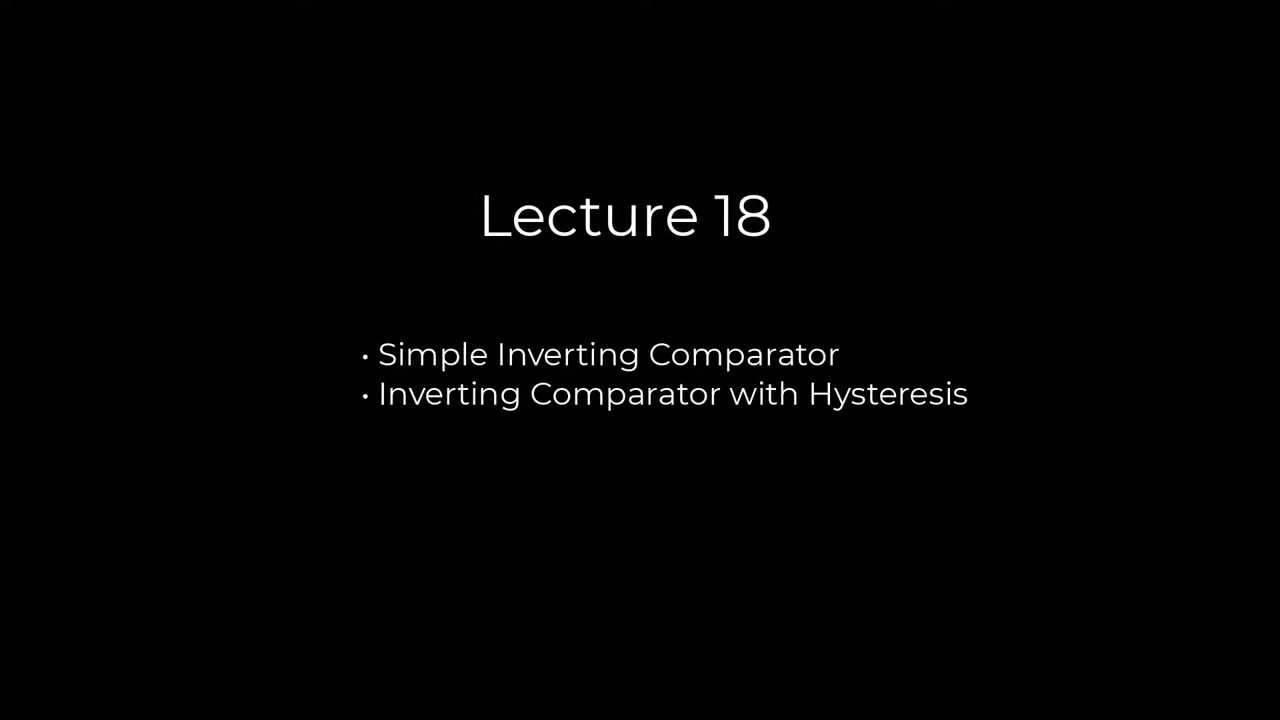 Lecture 18
• Simple Inverting Comparator
• Inverting Comparator with Hysteresis